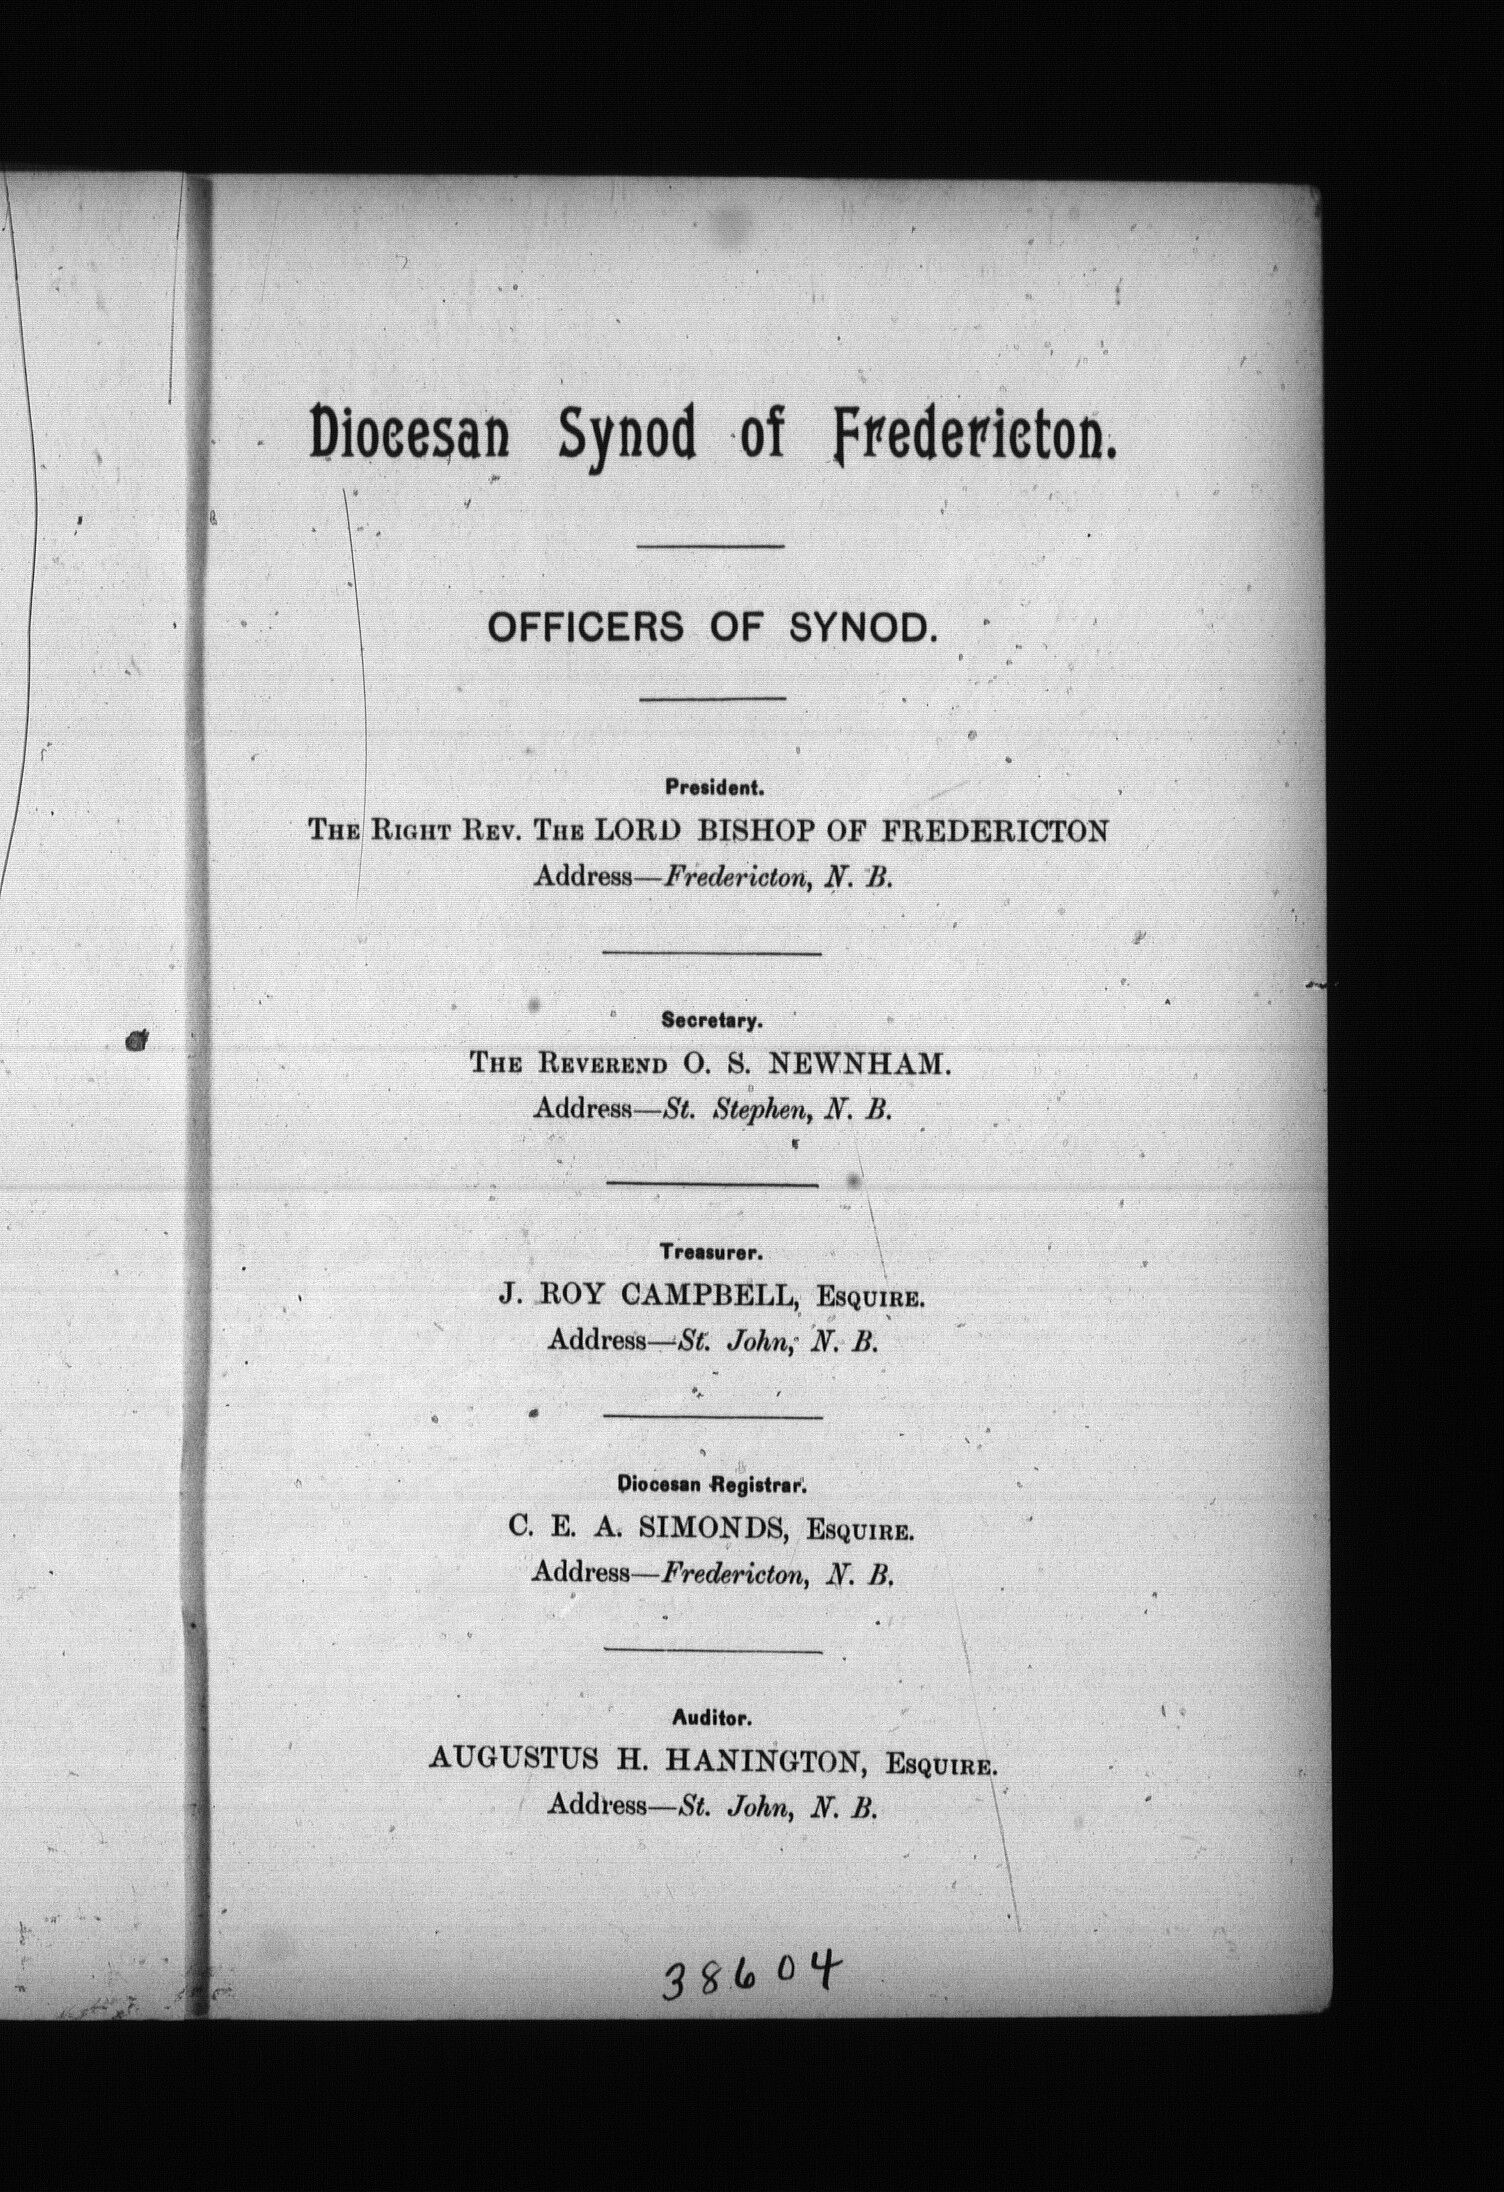 Diocesan Synod of Fredericton.
OFFICERS OF SYNOD.
President.
THE RIGHT REV. THE LORD BISHOP OF FREDERICTON
Address—Fredericton, N. B.
Secretary.
THE REVEREND O. S. NEWNHAM.
Address—St. Stephen, N. B.
Treasurer.
J. ROY CAMPBELL, ESQUIRE.
Address—St. John, N. B.
Diocesan Registrar.
C. E. A. SIMONDS, ESQUIRE.
Address—Fredericton, N. B.
Auditor.
AUGUSTUS H. HANINGTON, ESQUIRE.
Address—St. John, N. B.
38604